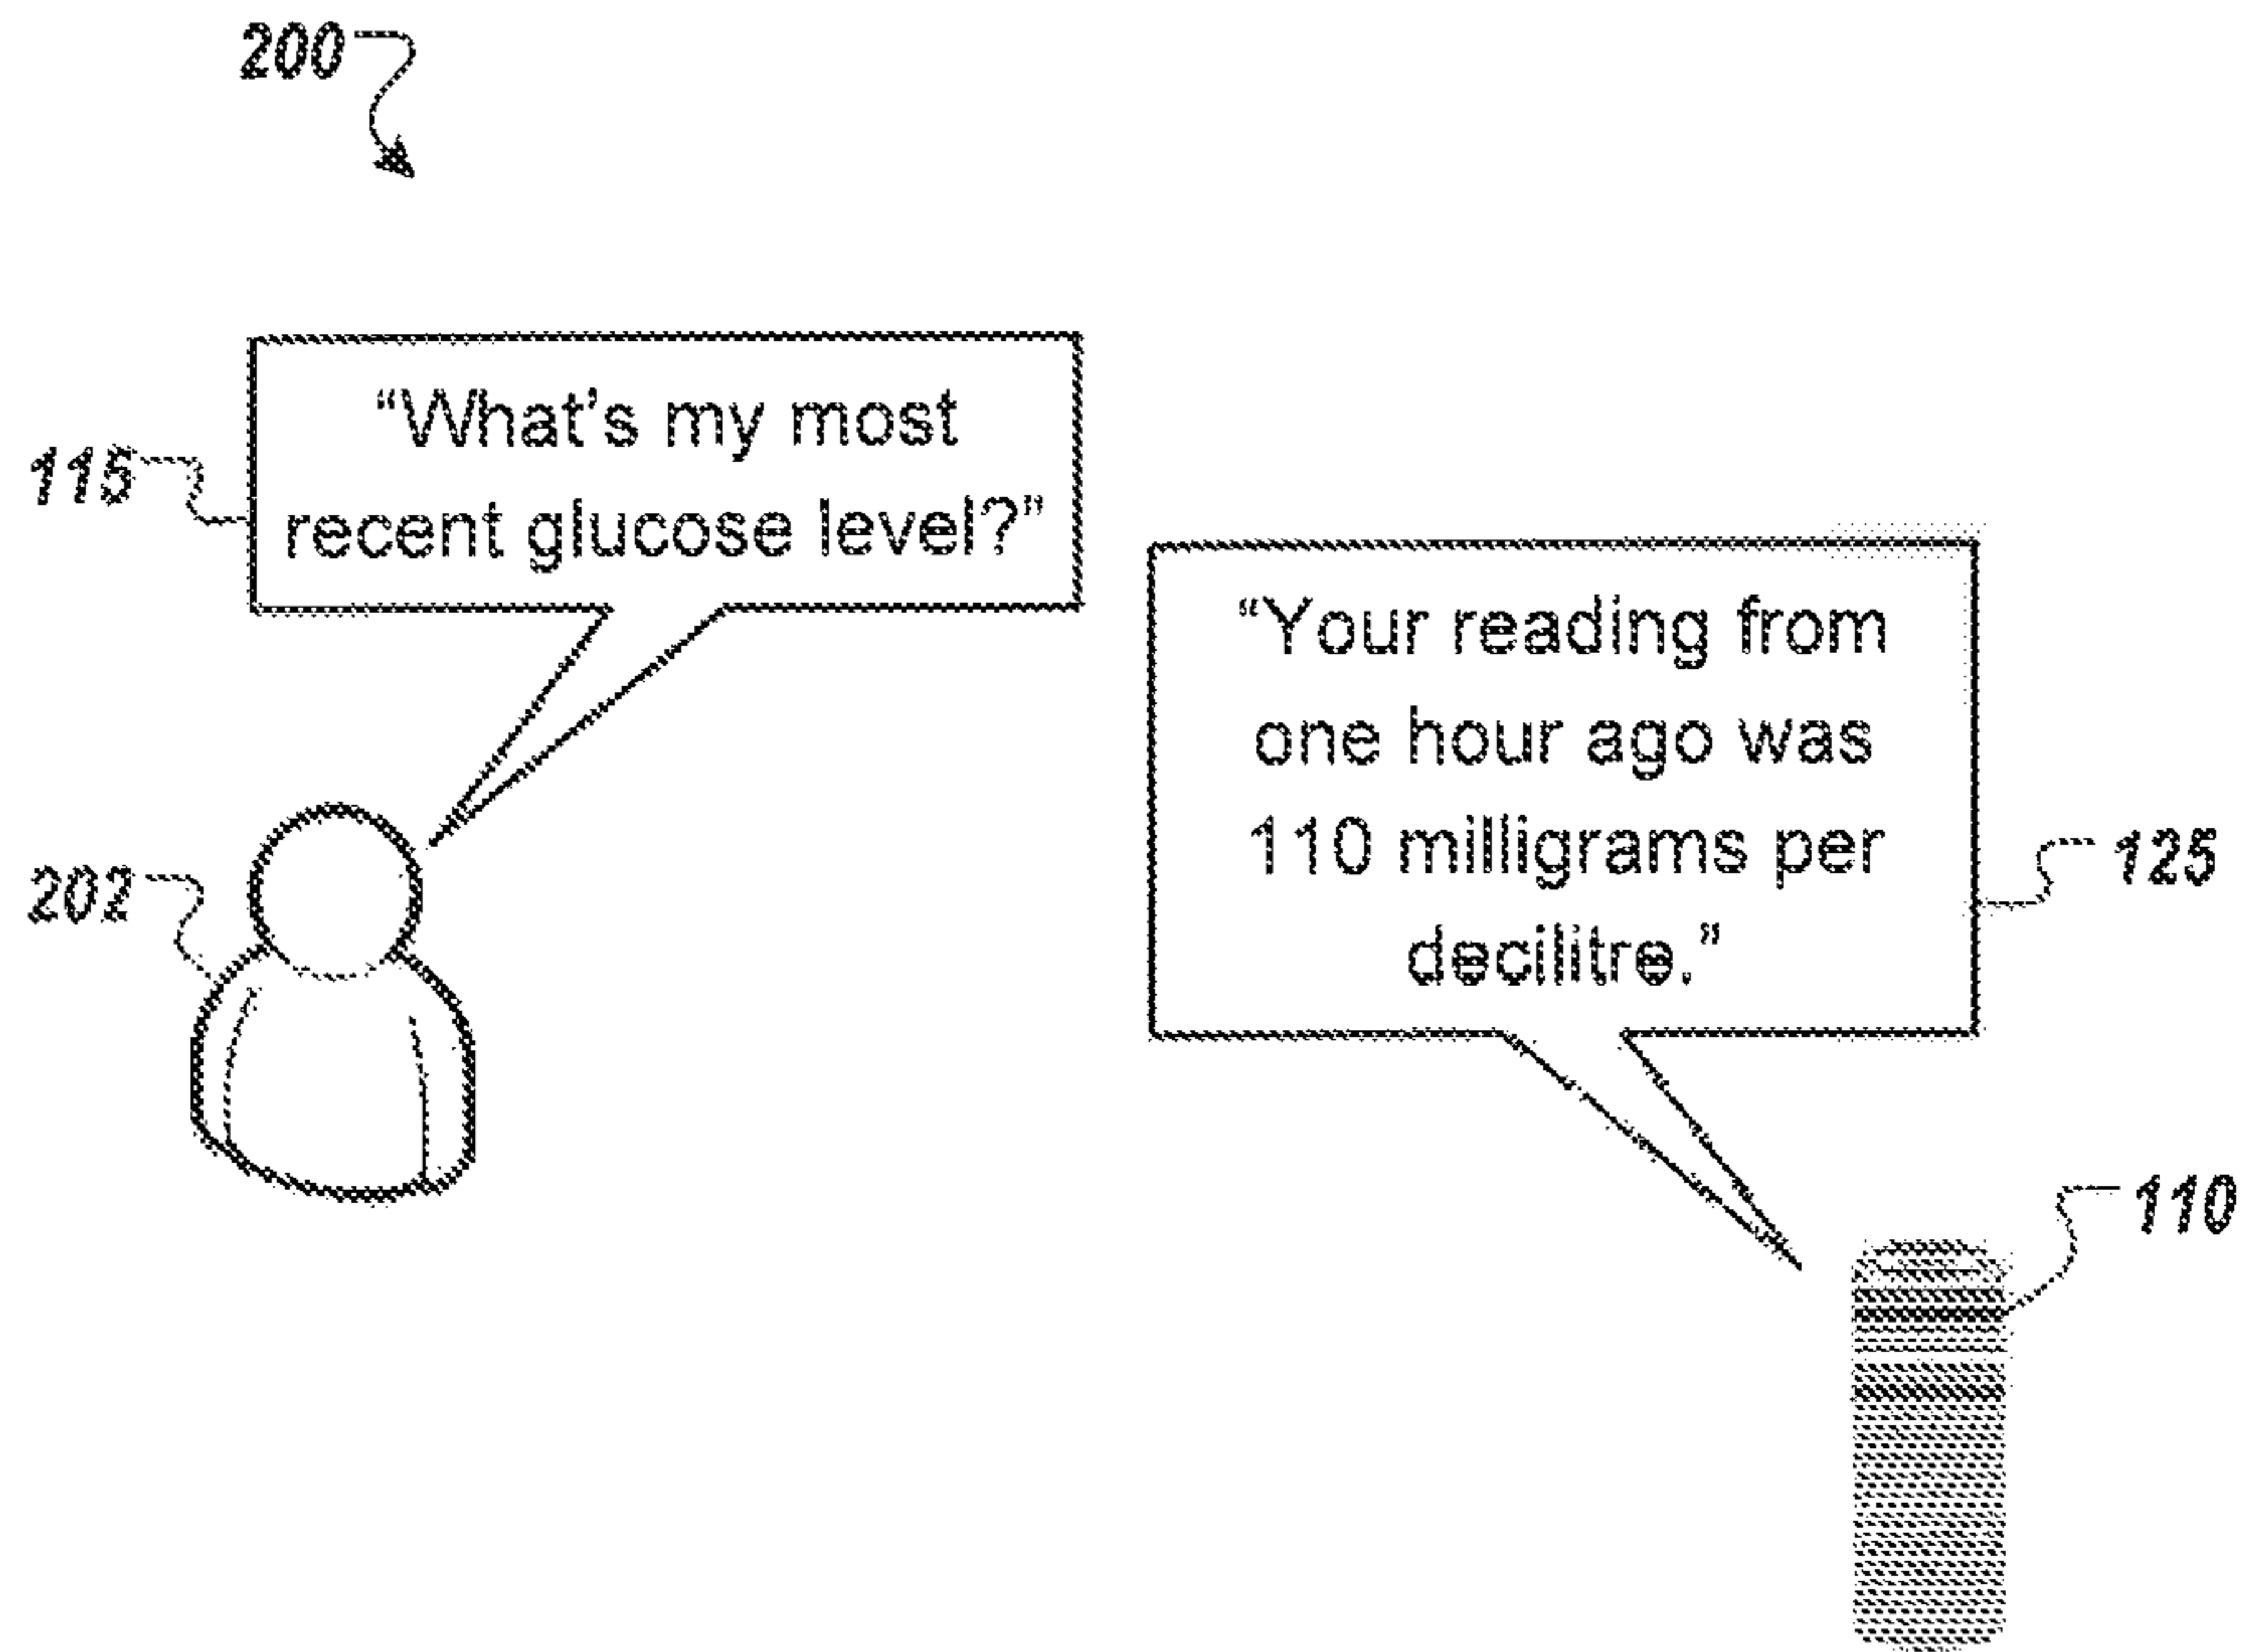 200
“What’s my most
recent glucose level?”
115
“Your reading from
one hour ago was
110 milligrams per
decilitre.”
125
202
110